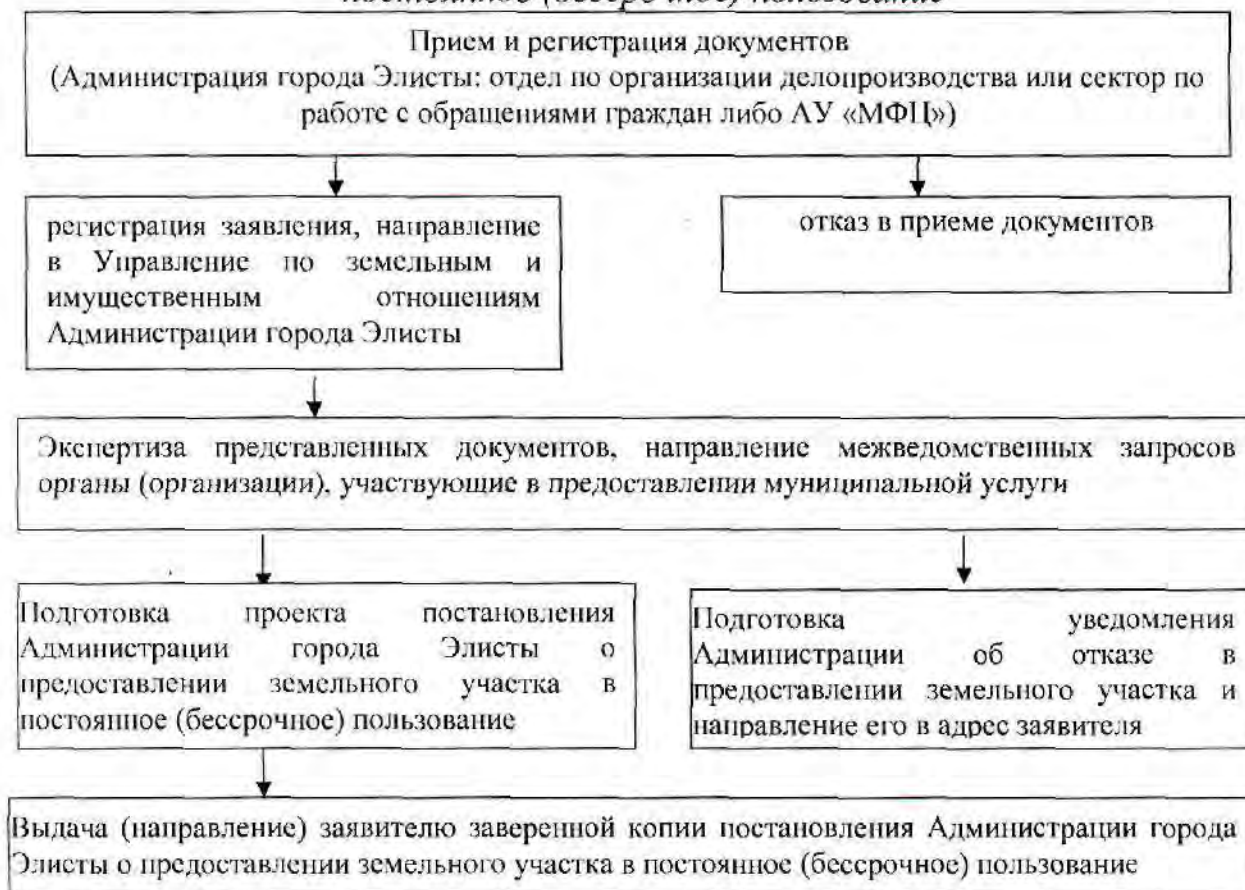 постоянное (бессрочное) пользование
Прием и регистрация документов
(Администрация города Элисты: отдел по организации делопроизводства или сектор по
работе с обращениями граждан либо АУ «МФЦ»)
регистрация заявления, направление
в Управление по земельным и
имущественным отношениям
Администрации города Элисты
отказ в приеме документов
Экспертиза представленных документов, направление межведомственных запросов
органы (организации), участвующие в предоставлении муниципальной услуги
Подготовка проекта постановления
Администрации города Элисты о
предоставлении земельного участка в
постоянное (бессрочное) пользование
Подготовка уведомления
Администрации об отказе в
предоставлении земельного участка и
направление его в адрес заявителя
Выдача (направление) заявителю заверенной копии постановления Администрации города
Элисты о предоставлении земельного участка в постоянное (бессрочное) пользование